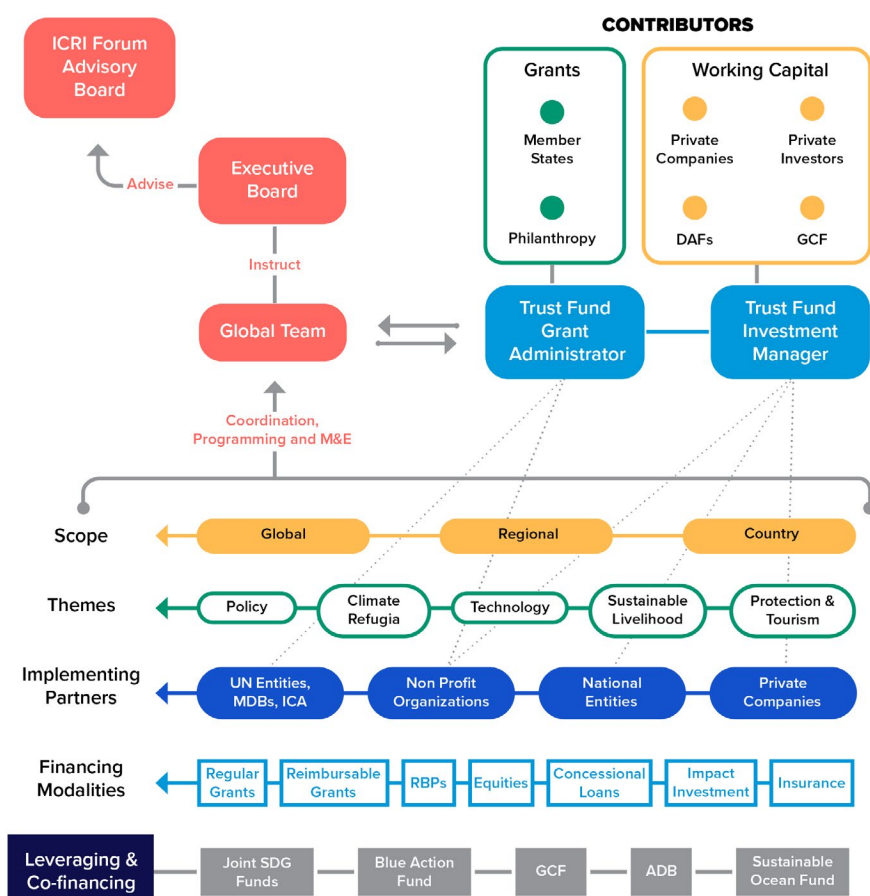 CONTRIBUTORS
ICRI Forum
Advisory
Board
Grants
Member
States
Philanthropy
Working Capital
Private
Companies
Private
Investors
DAFs
GCF
Executive
Board
Advise
Instruct
Global Team
Trust Fund
Grant
Administrator
Trust Fund
Investment
Manager
Coordination,
Programming and M&E
Scope
Global
Regional
Country
Themes
Policy
Climate
Refugia
Technology
Sustainable
Livelihood
Protection &
Tourism
Implementing
Partners
UN Entities,
MDBs, ICA
Non Profit
Organizations
National
Entities
Private
Companies
Financing
Modalities
Regular
Grants
Reimbursable
Grants
RBPs
Equities
Concessional
Loans
Impact
Investment
Insurance
Leveraging &
Co-financing
Joint SDG
Funds
Blue Action
Fund
GCF
ADB
Sustainable
Ocean Fund